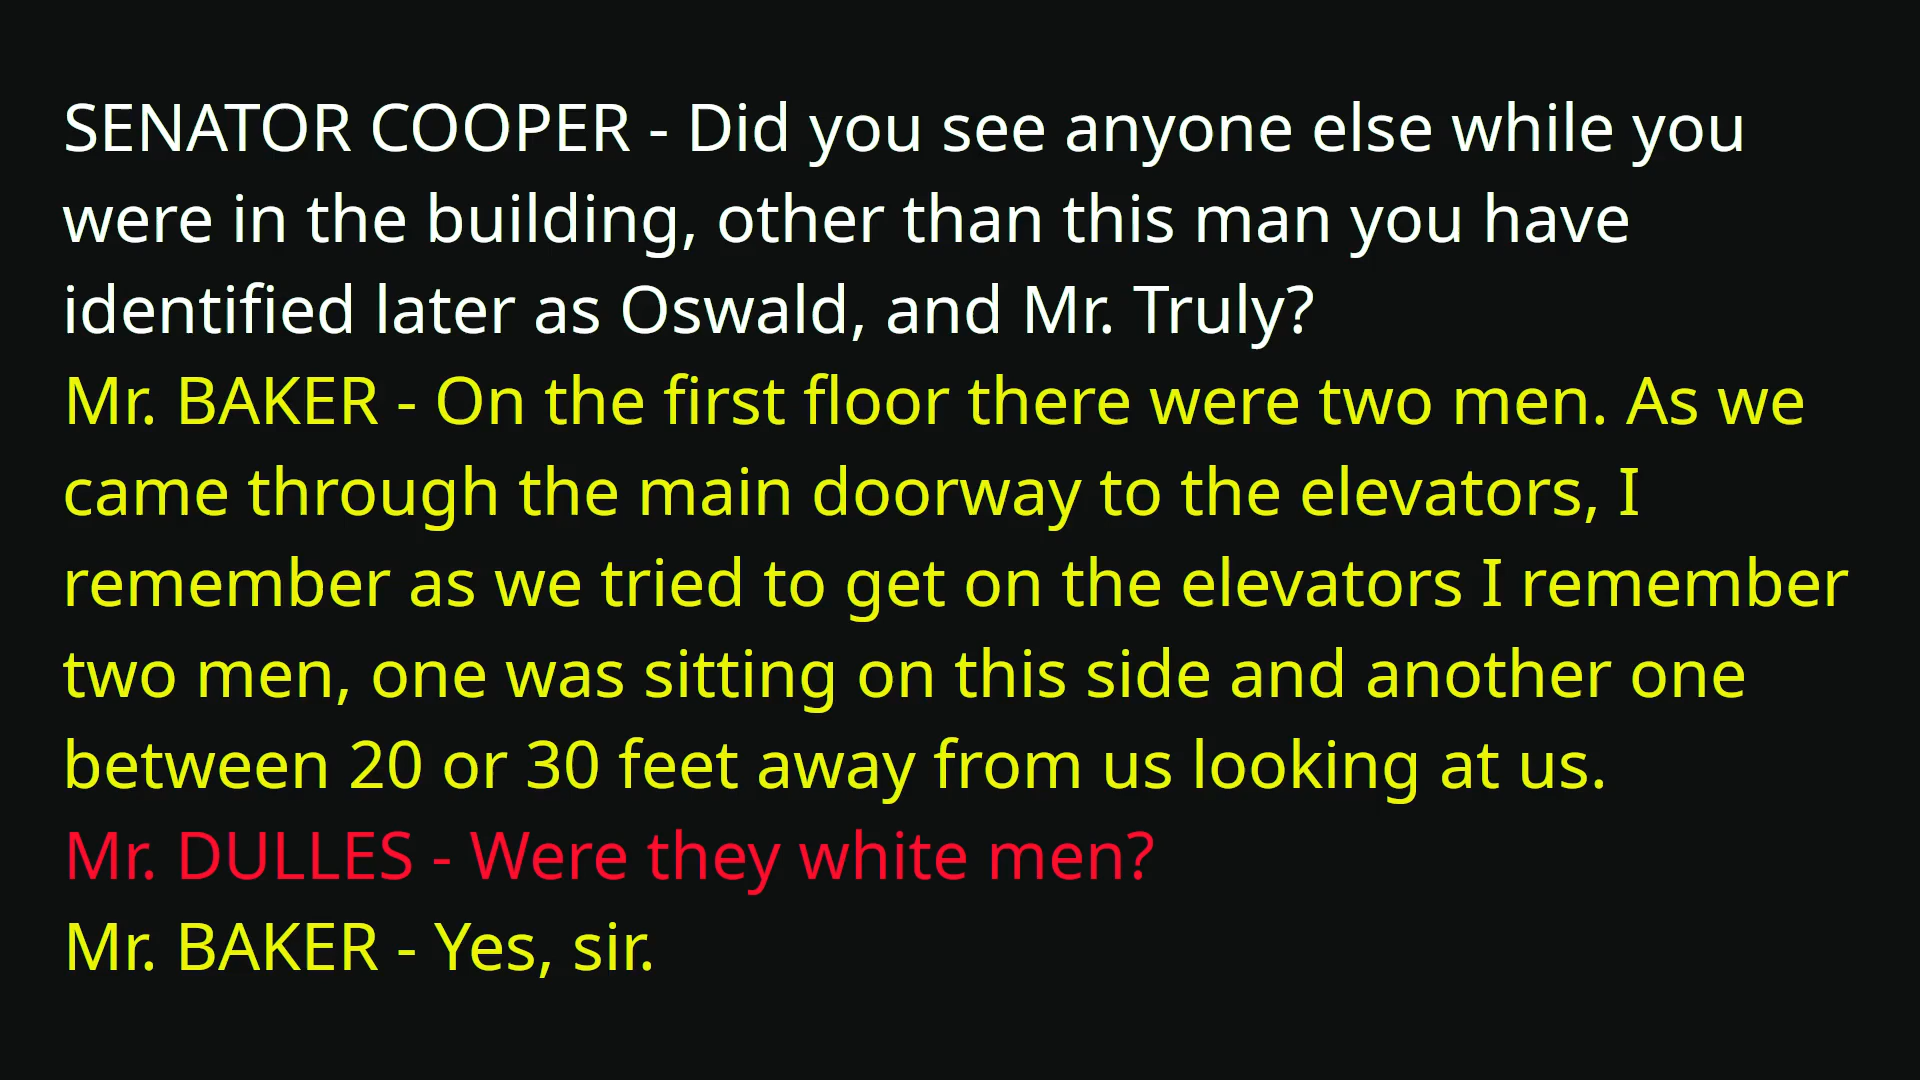 SENATOR COOPER - Did you see anyone else while you
were in the building, other than this man you have
identified later as Oswald, and Mr. Truly?
Mr. BAKER - On the first floor there were two men. As we
came through the main doorway to the elevators, I
remember as we tried to get on the elevators I remember
two men, one was sitting on this side and another one
between 20 or 30 feet away from us looking at us.
Mr. DULLES - Were they white men?
Mr. BAKER - Yes, sir.